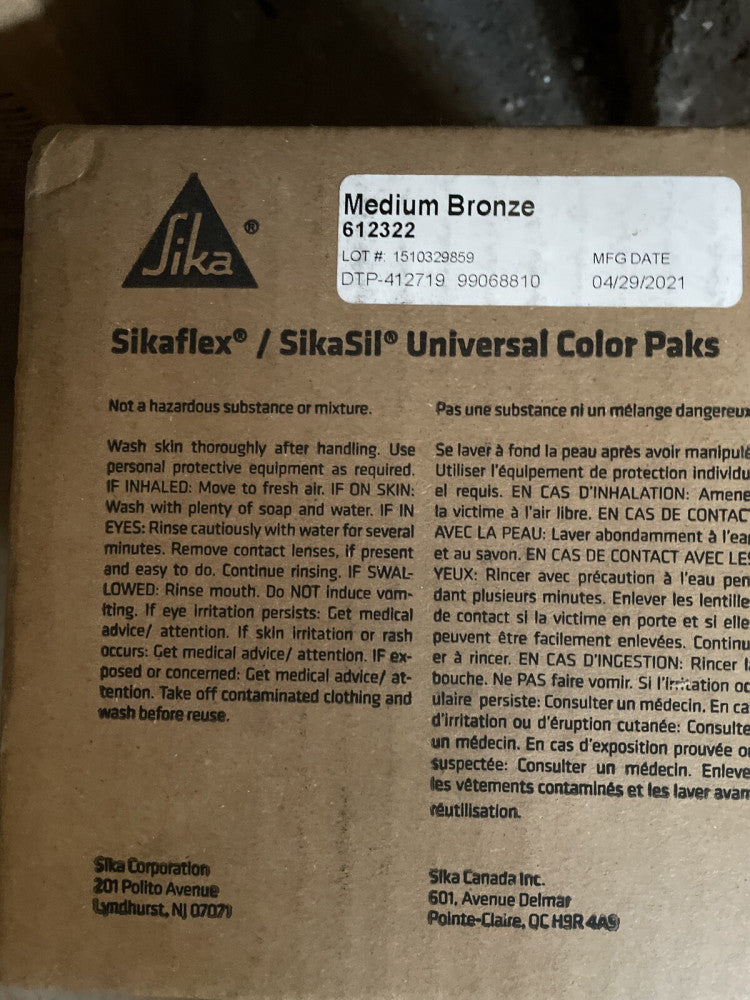 Sika®
Medium Bronze
612322
LOT #: 1510329859 MFG DATE
DTP-412719 99068810 04/29/2021
Sikaflex® / SikaSil® Universal Color Paks
Not a hazardous substance or mixture.
Wash skin thoroughly after handling. Use
personal protective equipment as required.
IF INHALED: Move to fresh air. IF ON SKIN:
Wash with plenty of soap and water. IF IN
EYES: Rinse cautiously with water for several
minutes. Remove contact lenses, if present
and easy to do. Continue rinsing. IF SWAL-
LOWED: Rinse mouth. Do NOT induce vom-
iting. If eye irritation persists: Get medical
advice/ attention. If skin irritation or rash
occurs: Get medical advice/ attention. IF ex-
posed or concerned: Get medical advice/ at-
tention. Take off contaminated clothing and
wash before reuse.
Pas une substance ni un mélange dangereux
Se laver à fond la peau après avoir manipulé
Utiliser l'équipement de protection individu
el requis. EN CAS D'INHALATION: Amene
la victime à l'air libre. EN CAS DE CONTAC
AVEC LA PEAU: Laver abondamment à l'eau
et au savon. EN CAS DE CONTACT AVEC LES
YEUX: Rincer avec précaution à l'eau pen
dant plusieurs minutes. Enlever les lentille
de contact si la victime en porte et si elle
peuvent être facilement enlevées. Continu
er à rincer. EN CAS D'INGESTION: Rincer la
bouche. Ne PAS faire vomir. Si l'irritation oc
ulaire persiste: Consulter un médecin. En ca
d'irritation ou d'éruption cutanée: Consulte
un médecin. En cas d'exposition prouvée ou
suspectée: Consulter un médecin. Enleve
les vêtements contaminés et les laver avan
réutilisation.
Sika Corporation
201 Polito Avenue
Lyndhurst, NJ 07071
Sika Canada Inc.
601, Avenue Delmar
Pointe-Claire, QC H9R 4A9